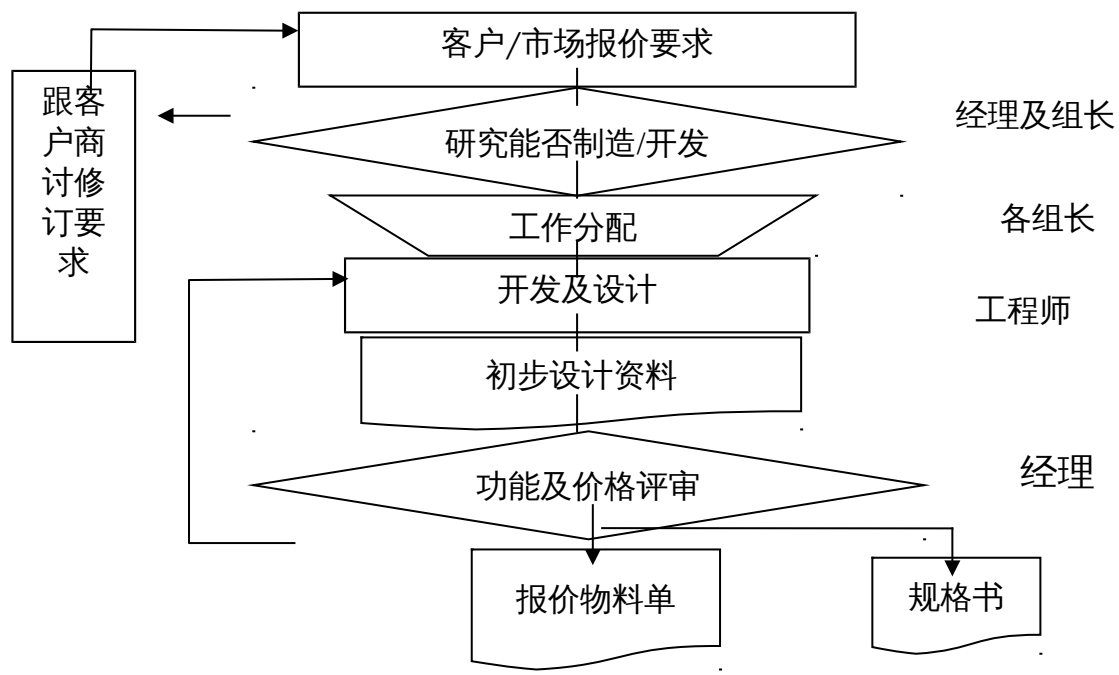 客户/市场报价要求
跟客
户商
讨修
订要
求
研究能否制造/开发
经理及组长
工作分配
各组长
开发及设计
工程师
初步设计资料
功能及价格评审
经理
报价物料单
规格书